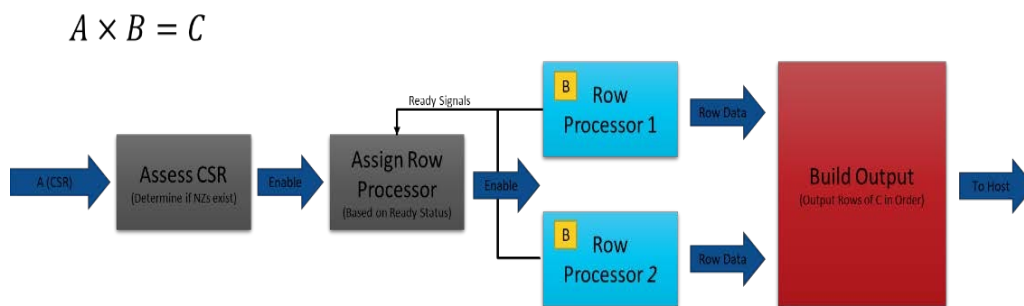 A × B = C
A (CSR)
Assess CSR
(Determine if NZs exist)
Enable
Ready Signals
Assign Row
Processor
(Based on Ready Status)
Enable
B
Row
Processor 1
B
Row
Processor 2
Row Data
Row Data
Build Output
(Output Rows of C in Order)
To Host